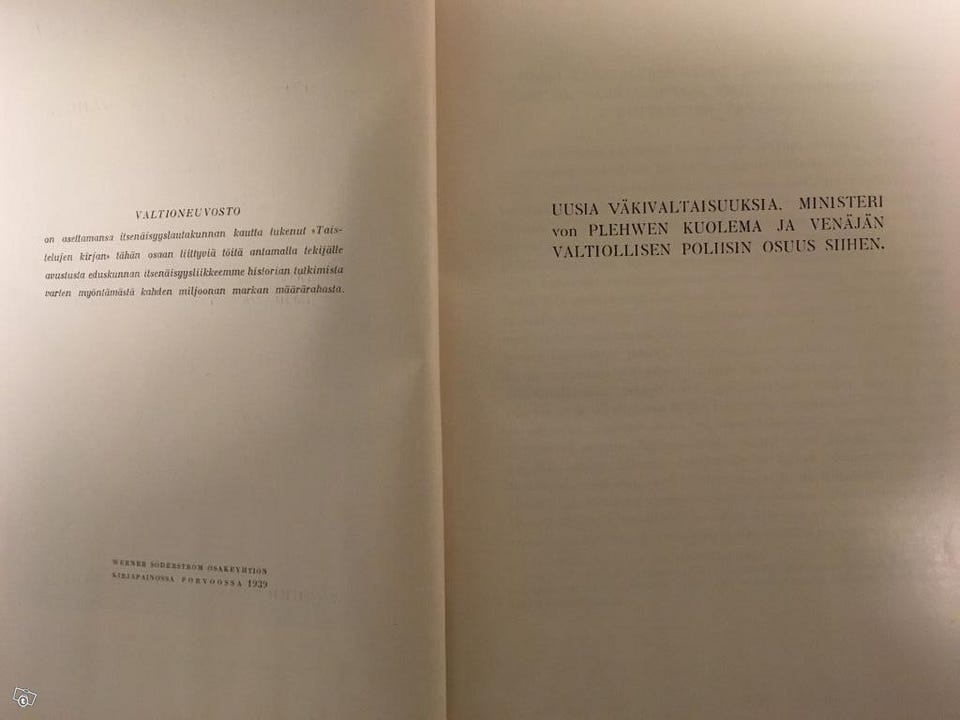 VALTIONEUVOSTO
on asettamansa itsenäisyyslautakunnan kautta tukenut »Tais-
telujen kirjan» tähän osaan liittyviä töitä antamalla tekijälle
avustusta eduskunnan itsenäisyysliikkeemme historian tutkimista
varten myöntämästä kahden miljoonan markan määrärahasta.
WERNER SÖDERSTRÖM OSAKEYHTIÖN
KIRJAPAINOSSA PORVOOSSA 1939
UUSIA VÄKIVALTAISUUKSIA. MINISTERI
von PLEHWEN KUOLEMA JA VENÄJÄN
VALTIOLLISEN POLIISIN OSUUS SIIHEN.